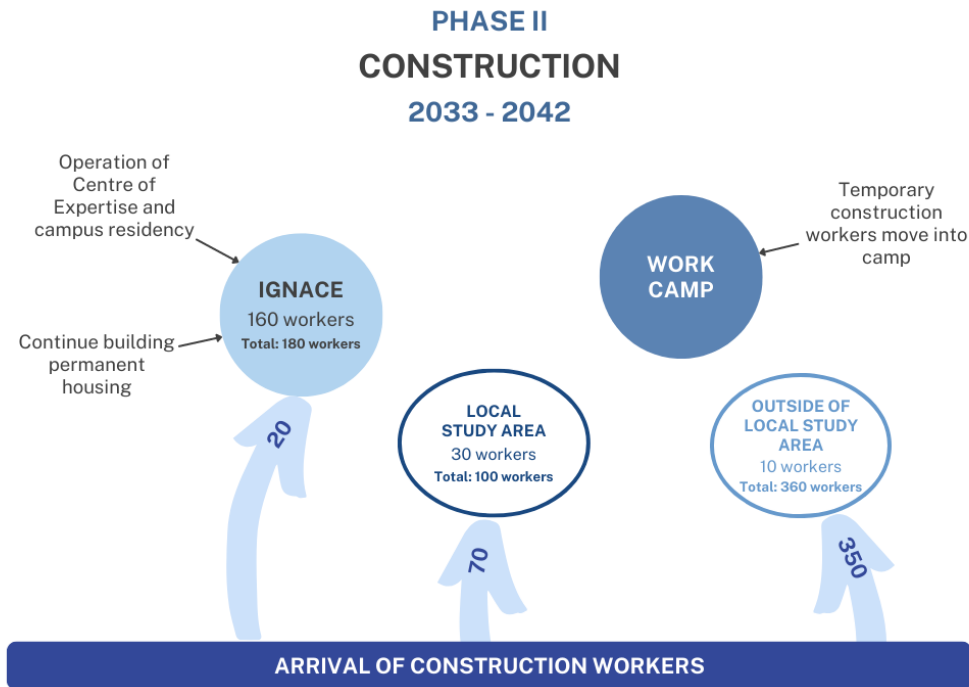 PHASE II
CONSTRUCTION
2033 - 2042
Operation of
Centre of
Expertise and
campus residency
Continue building
permanent
housing
IGNACE
160 workers
Total: 180 workers
WORK
CAMP
Temporary
construction
workers move into
camp
LOCAL
STUDY AREA
30 workers
Total: 100 workers
OUTSIDE OF
LOCAL STUDY
AREA
10 workers
Total: 360 workers
20
70
350
ARRIVAL OF CONSTRUCTION WORKERS